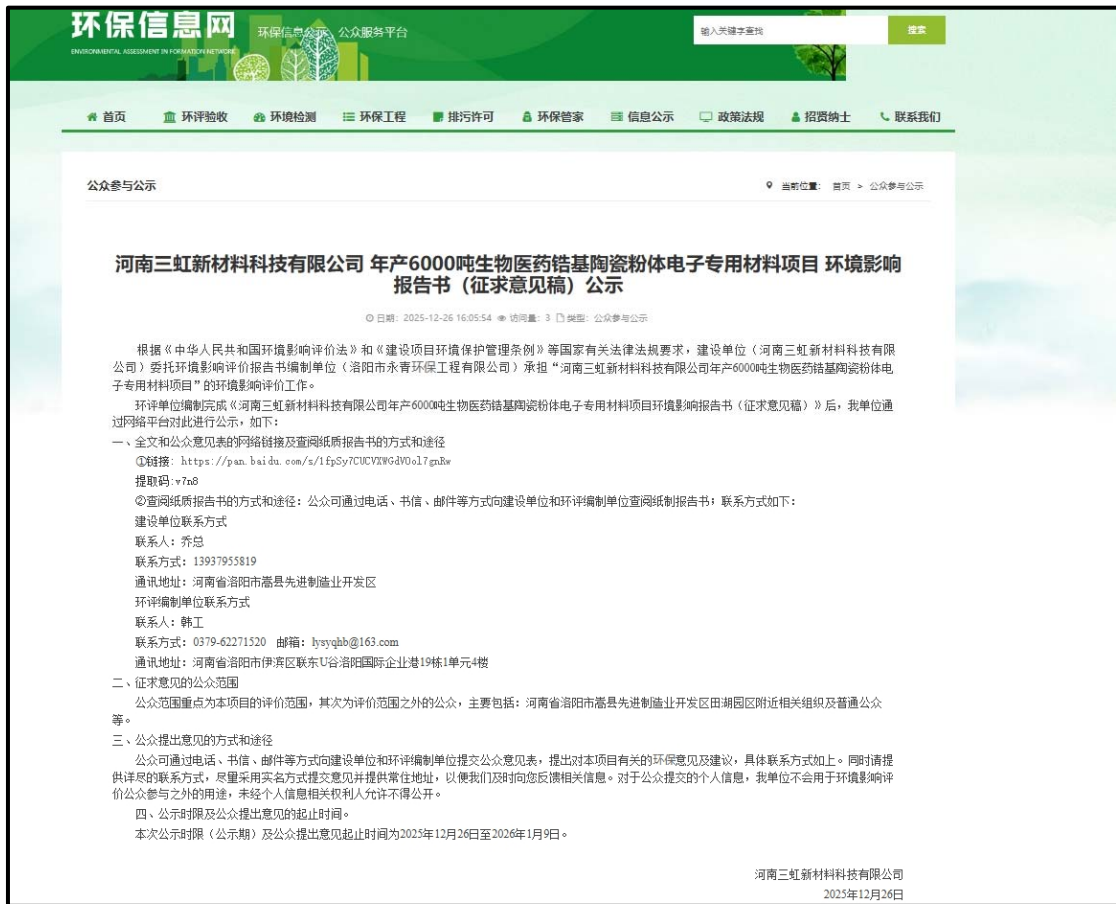 环保信息网
环保信息公示 公众服务平台
ENVIRONMENTAL ASSESSMENT IN FORMATION NETWORK
输入关键字查找
搜索
首页 环评验收 环境检测 环保工程 排污许可 环保管家 信息公示 政策法规 招贤纳士 联系我们
公众参与公示
当前位置： 首页 > 公众参与公示
河南三虹新材料科技有限公司 年产6000吨生物医药锆基陶瓷粉体电子专用材料项目 环境影响
报告书（征求意见稿）公示
日期：2025-12-26 16:05:54 访问量：3 类型：公众参与公示
根据《中华人民共和国环境影响评价法》和《建设项目环境保护管理条例》等国家有关法律法规要求，建设单位（河南三虹新材料科技有限
公司）委托环境影响评价报告书编制单位（洛阳市永青环保工程有限公司）承担“河南三虹新材料科技有限公司年产6000吨生物医药锆基陶瓷粉体电
子专用材料项目”的环境影响评价工作。
环评单位编制完成《河南三虹新材料科技有限公司年产6000吨生物医药锆基陶瓷粉体电子专用材料项目环境影响报告书（征求意见稿）》后，我单位通
过网络平台对此进行公示，如下：
一、全文和公众意见表的网络链接及查阅纸质报告书的方式和途径
①链接：https://pan.baidu.com/s/1fpSy7CUCVXWGdVOol7gnRw
提取码:v7n8
②查阅纸质报告书的方式和途径：公众可通过电话、书信、邮件等方式向建设单位和环评编制单位查阅纸制报告书；联系方式如下：
建设单位联系方式
联系人：乔总
联系方式：13937955819
通讯地址：河南省洛阳市嵩县先进制造业开发区
环评编制单位联系方式
联系人：韩工
联系方式：0379-62271520 邮箱：lysyqhb@163.com
通讯地址：河南省洛阳市伊滨区联东U谷洛阳国际企业港19栋1单元4楼
二、征求意见的公众范围
公众范围重点为本项目的评价范围，其次为评价范围之外的公众，主要包括：河南省洛阳市嵩县先进制造业开发区田湖园区附近相关组织及普通公众
等。
三、公众提出意见的方式和途径
公众可通过电话、书信、邮件等方式向建设单位和环评编制单位提交公众意见表，提出对本项目有关的环保意见及建议，具体联系方式如上。同时请提
供详尽的联系方式，尽量采用实名方式提交意见并提供常住地址，以便我们及时向您反馈相关信息。对于公众提交的个人信息，我单位不会用于环境影响评
价公众参与之外的用途，未经个人信息相关权利人允许不得公开。
四、公示时限及公众提出意见的起止时间。
本次公示时限（公示期）及公众提出意见起止时间为2025年12月26日至2026年1月9日。
河南三虹新材料科技有限公司
2025年12月26日